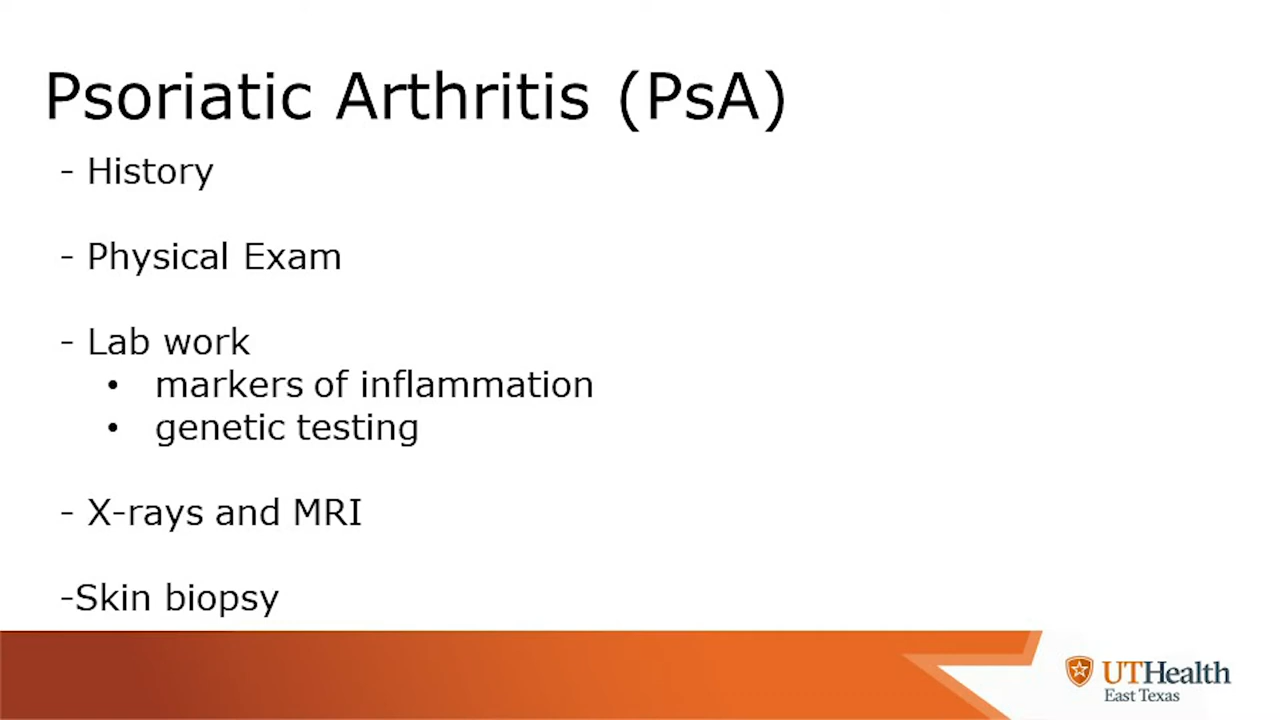 Psoriatic Arthritis (PsA)
- History
- Physical Exam
- Lab work
• markers of inflammation
• genetic testing
- X-rays and MRI
-Skin biopsy
UTHealth
East Texas